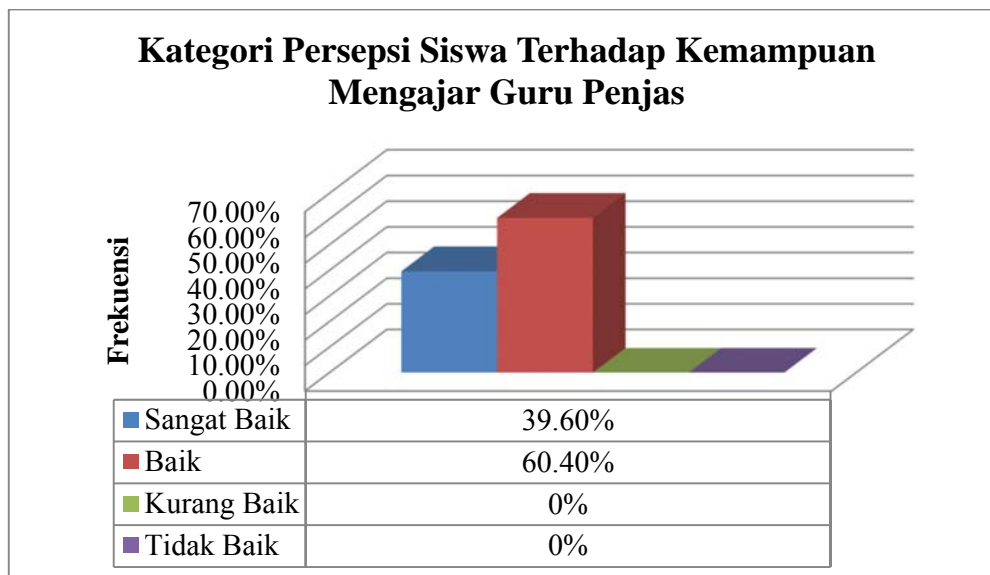 Kategori Persepsi Siswa Terhadap Kemampuan
Mengajar Guru Penjas
Frekuensi
70.00%
60.00%
50.00%
40.00%
30.00%
20.00%
10.00%
0.00%
Sangat Baik 39.60%
Baik 60.40%
Kurang Baik 0%
Tidak Baik 0%